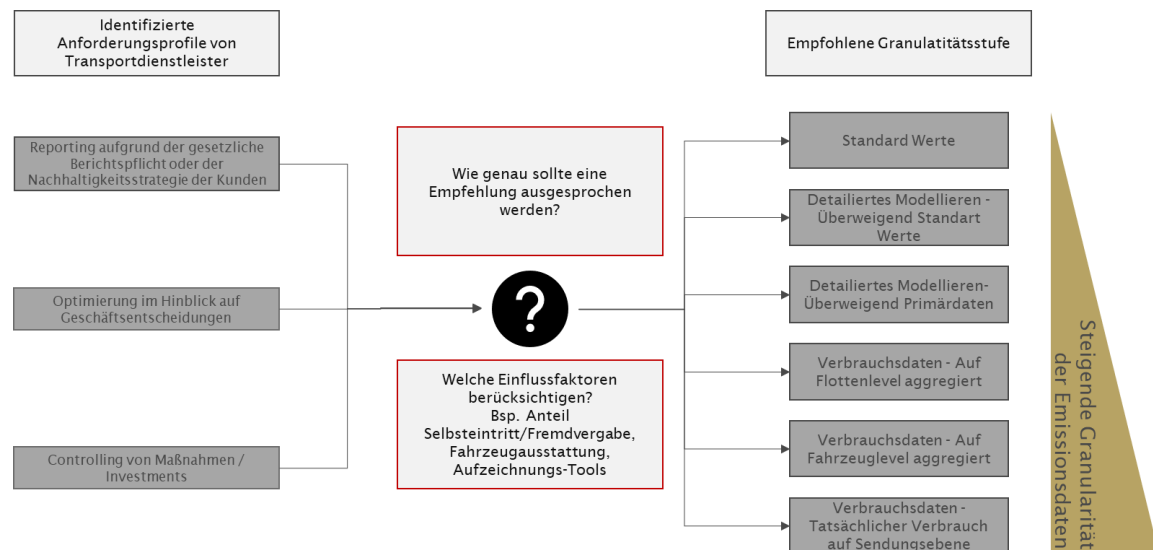 Identifizierte
Anforderungsprofile von
Transportdienstleister
Empfohlene Granulatitätsstufe
Reporting aufgrund der gesetzliche
Berichtspflicht oder der
Nachhaltigkeitsstrategie der Kunden
Optimierung im Hinblick auf
Geschäftsentscheidungen
Controlling von Maßnahmen /
Investments
Wie genau sollte eine
Empfehlung ausgesprochen
werden?
?
Welche Einflussfaktoren
berücksichtigen?
Bsp. Anteil
Selbsteintritt/Fremdvergabe,
Fahrzeugausstattung,
Aufzeichnungs-Tools
Standard Werte
Detailiertes Modellieren -
Überweigend Standart
Werte
Detailiertes Modellieren-
Überweigend Primärdaten
Verbrauchsdaten - Auf
Flottenlevel aggregiert
Verbrauchsdaten - Auf
Fahrzeuglevel aggregiert
Verbrauchsdaten -
Tatsächlicher Verbrauch
auf Sendungsebene
Steigende Granularität
der Emissionsdaten